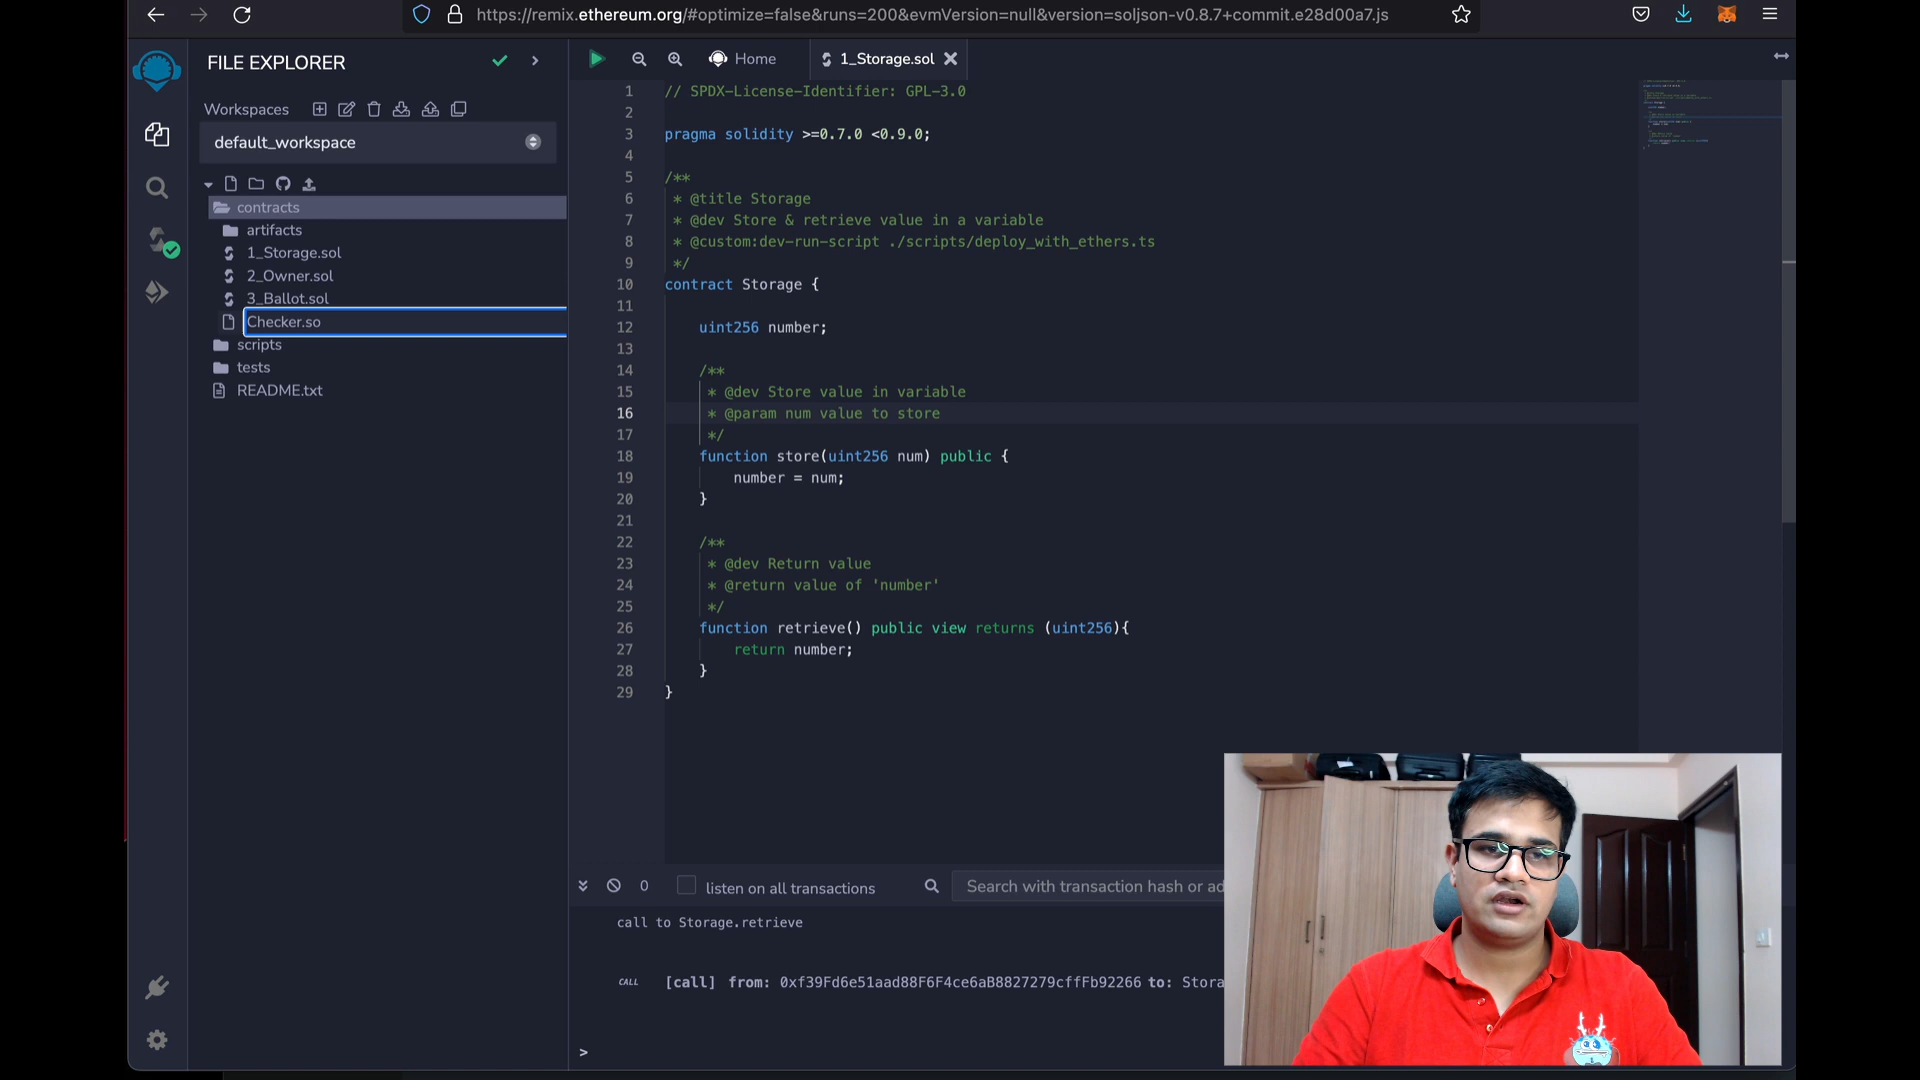 https://remix.ethereum.org/#optimize=false&runs=200&evmVersion=null&version=soljson-v0.8.7+commit.e28d00a7.js
FILE EXPLORER
Workspaces
default_workspace
contracts
artifacts
1_Storage.sol
2_Owner.sol
3_Ballot.sol
Checker.so
scripts
tests
README.txt
Home
1_Storage.sol
1 // SPDX-License-Identifier: GPL-3.0
2
3 pragma solidity >=0.7.0 <0.9.0;
4
5 /**
6 * @title Storage
7 * @dev Store & retrieve value in a variable
8 * @custom:dev-run-script ./scripts/deploy_with_ethers.ts
9 */
10 contract Storage {
11
12 uint256 number;
13
14 /**
15 * @dev Store value in variable
16 * @param num value to store
17 */
18 function store(uint256 num) public {
19 number = num;
20 }
21
22 /**
23 * @dev Return value
24 * @return value of 'number'
25 */
26 function retrieve() public view returns (uint256){
27 return number;
28 }
29 }
0 listen on all transactions Search with transaction hash or ad
call to Storage.retrieve
CALL [call] from: 0xf39Fd6e51aad88F6F4ce6aB8827279cffFb92266 to: Stora
>